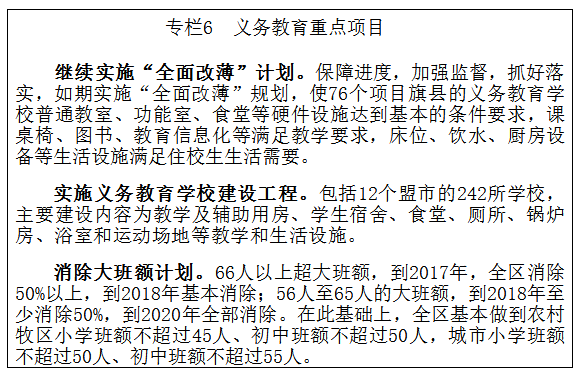 专栏6 义务教育重点项目
继续实施“全面改薄”计划。保障进度，加强监督，抓好落
实，如期实施“全面改薄”规划，使76个项目旗县的义务教育学
校普通教室、功能室、食堂等硬件设施达到基本的条件要求，课
桌椅、图书、教育信息化等满足教学要求，床位、饮水、厨房设
备等生活设施满足住校生生活需要。
实施义务教育学校建设工程。包括12个盟市的242所学校，
主要建设内容为教学及辅助用房、学生宿舍、食堂、厕所、锅炉
房、浴室和运动场地等教学和生活设施。
消除大班额计划。66人以上超大班额，到2017年，全区消除
50%以上，到2018年基本消除；56人至65人的大班额，到2018年至
少消除50%，到2020年全部消除。在此基础上，全区基本做到农村
牧区小学班额不超过45人、初中班额不超过50人，城市小学班额
不超过50人、初中班额不超过55人。